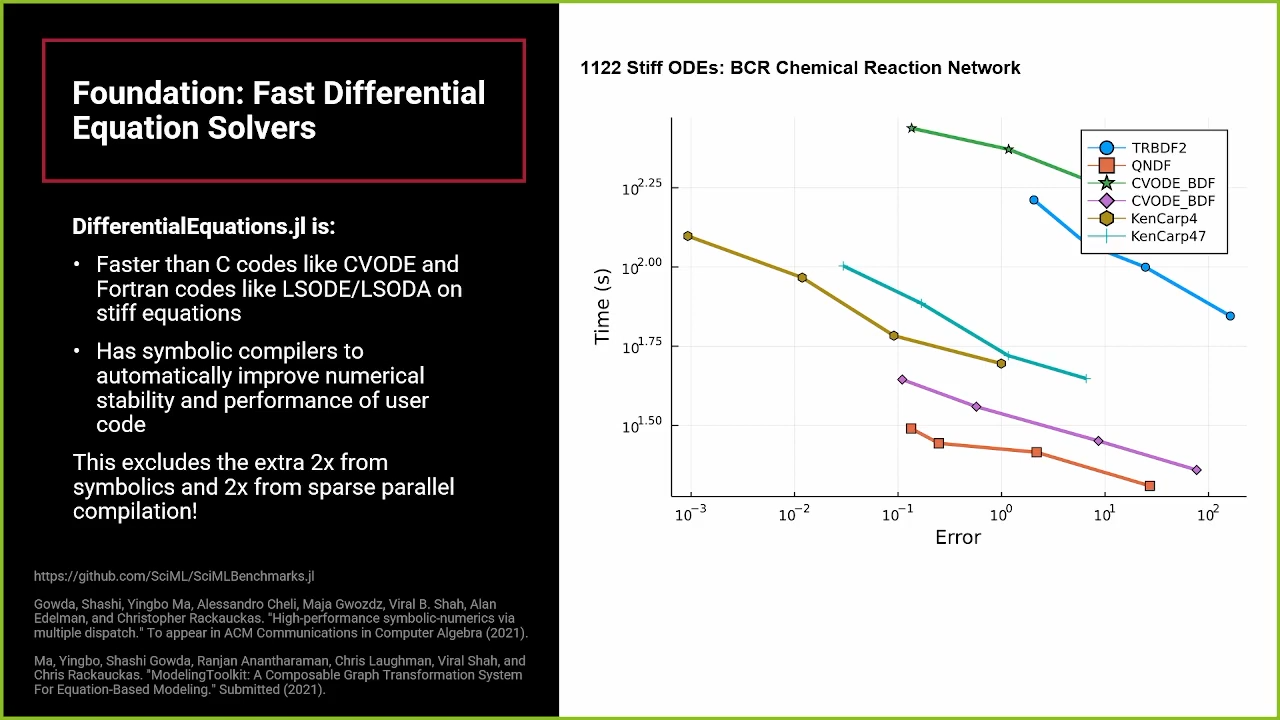 Foundation: Fast Differential
Equation Solvers
DifferentialEquations.jl is:
• Faster than C codes like CVODE and
Fortran codes like LSODE/LSODA on
stiff equations
• Has symbolic compilers to
automatically improve numerical
stability and performance of user
code
This excludes the extra 2x from
symbolics and 2x from sparse parallel
compilation!
https://github.com/SciML/SciMLBenchmarks.jl
Gowda, Shashi, Yingbo Ma, Alessandro Cheli, Maja Gwozdz, Viral B. Shah, Alan
Edelman, and Christopher Rackauckas. "High-performance symbolic-numerics via
multiple dispatch." To appear in ACM Communications in Computer Algebra (2021).
Ma, Yingbo, Shashi Gowda, Ranjan Anantharaman, Chris Laughman, Viral Shah, and
Chris Rackauckas. "ModelingToolkit: A Composable Graph Transformation System
For Equation-Based Modeling." Submitted (2021).
1122 Stiff ODEs: BCR Chemical Reaction Network
TRBDF2
QNDF
CVODE_BDF
CVODE_BDF
KenCarp4
KenCarp47
Time (s)
10^2.25
10^2.00
10^1.75
10^1.50
10^-3 10^-2 10^-1 10^0 10^1 10^2
Error